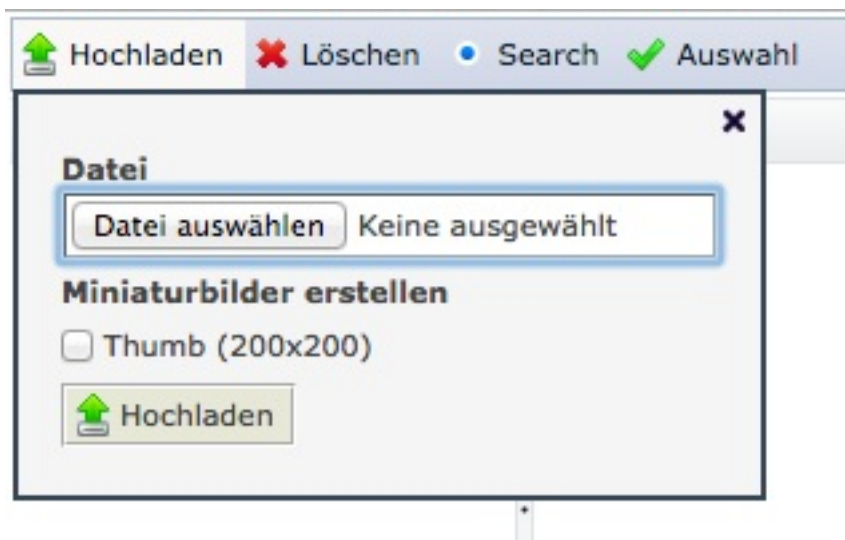 Hochladen Löschen Search Auswahl
Datei
Datei auswählen Keine ausgewählt
Miniaturbilder erstellen
Thumb (200x200)
Hochladen